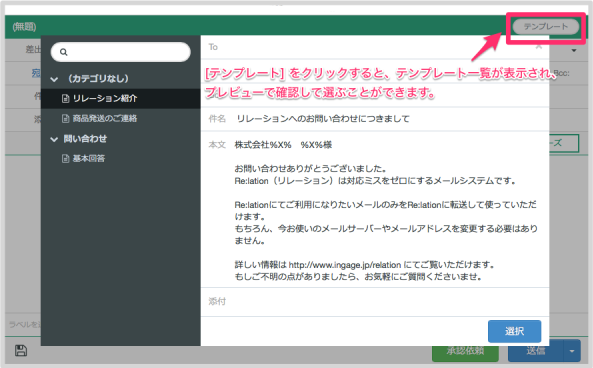 (無題)
テンプレート
差出
To
[テンプレート] をクリックすると、テンプレート一覧が表示され、
プレビューで確認して選ぶことができます。
宛
Bcc:
（カテゴリなし）
リレーション紹介
商品発送のご連絡
問い合わせ
基本回答
件
件名 リレーションへのお問い合わせにつきまして
添
本文 株式会社%X% %X%様
ーズ
お問い合わせありがとうございました。
Re:lation（リレーション）は対応ミスをゼロにするメールシステムです。
Re:lationにてご利用になりたいメールのみをRe:lationに転送して使っていただ
けます。
もちろん、今お使いのメールサーバーやメールアドレスを変更する必要はあり
ません。
詳しい情報は http://www.ingage.jp/relation にてご覧いただけます。
もしご不明の点がありましたら、お気軽にご質問くださいませ。
添付
選択
ラベルを
承認依頼
送信